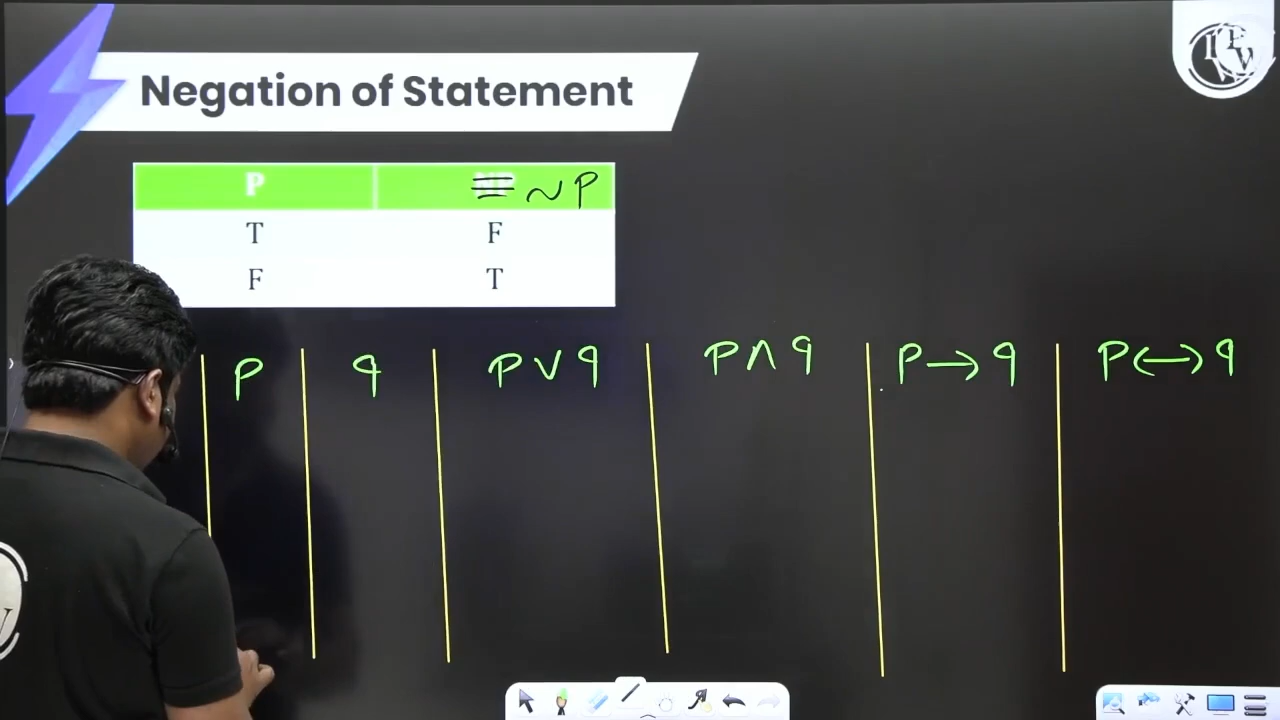 Negation of Statement
P ≡ ~P
T F
F T
P q P∨q P∧q P→q P↔q